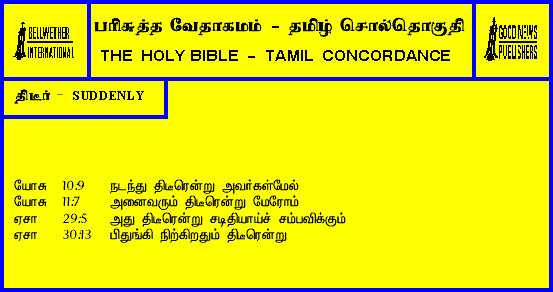 BELLWETHER
INTERNATIONAL
பரிசுத்த வேதாகமம் - தமிழ் சொல்தொகுதி
THE HOLY BIBLE - TAMIL CONCORDANCE
GOOD NEWS
PUBLISHERS
திடீர் - SUDDENLY
யோசு 10:9 நடந்து திடீரென்று அவர்கள்மேல்
யோசு 11:7 அனைவரும் திடீரென்று மேரோம்
ஏசா 29:5 அது திடீரென்று சடிதியாய்ச் சம்பவிக்கும்
ஏசா 30:13 பிதுங்கி நிற்கிறதும் திடீரென்று